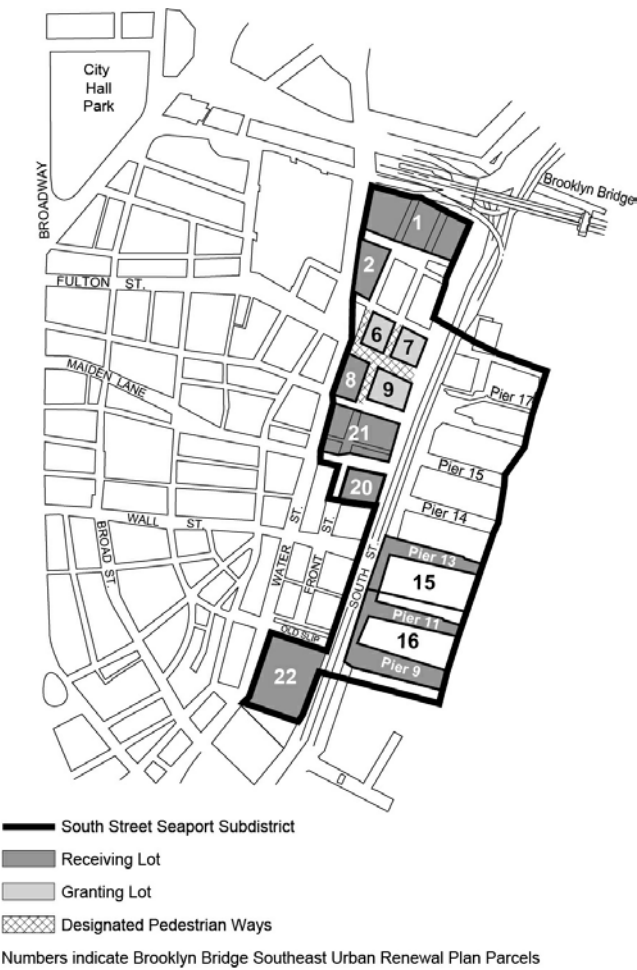 City
Hall
Park
BROADWAY
Brooklyn Bridge
1
2
FULTON ST.
6
7
MAIDEN LANE
8
9
Pier 17
21
Pier 15
20
Pier 14
WALL ST.
BROAD ST.
WATER ST.
FRONT ST.
SOUTH ST.
Pier 13
15
Pier 11
16
OLD SLIP
Pier 9
22
South Street Seaport Subdistrict
Receiving Lot
Granting Lot
Designated Pedestrian Ways
Numbers indicate Brooklyn Bridge Southeast Urban Renewal Plan Parcels